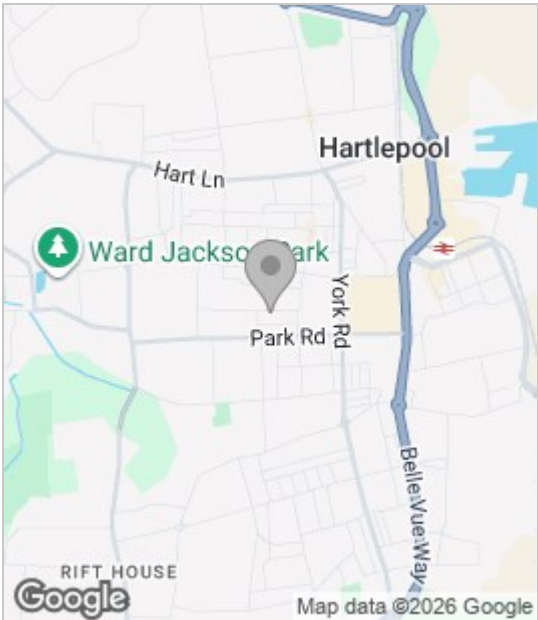 Hartlepool
Hart Ln
Ward Jackson Park
York Rd
Park Rd
Belle Vue Way
RIFT HOUSE
Google
Map data ©2026 Google